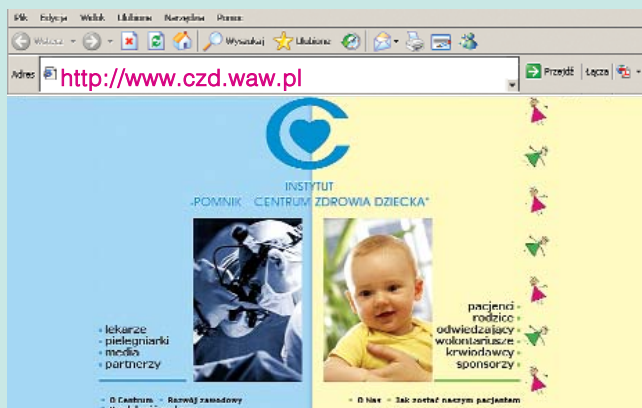 Plik Edycja Widok Ulubione Narzędzia Pomoc
Wstecz Wyszukaj Ulubione
Adres http://www.czd.waw.pl Przejdź Łącza
INSTYTUT
„POMNIK CENTRUM ZDROWIA DZIECKA"
lekarze
pielęgniarki
media
partnerzy
pacjenci
rodzice
odwiedzający
wolontariusze
krwiodawcy
sponsorzy
O Centrum Rozwój zawodowy
O Nas Jak zostać naszym pacjentem